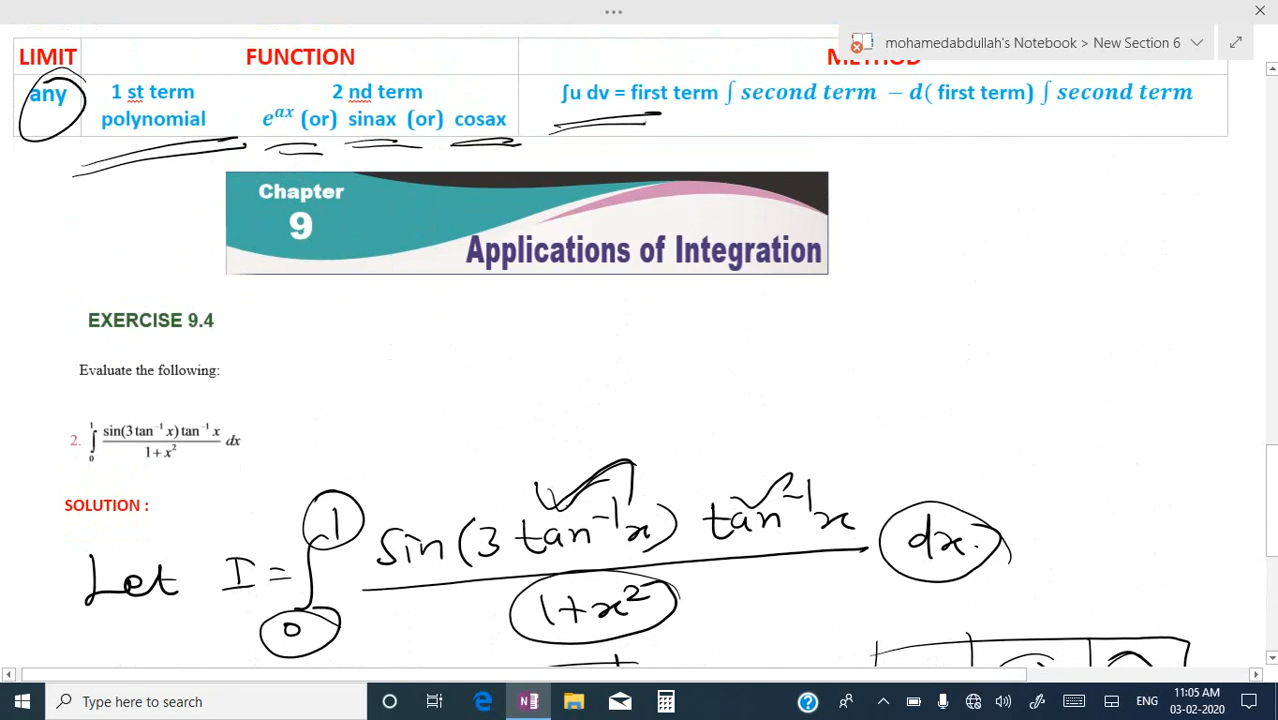 mohamedabdullah's Notebook > New Section 6
LIMIT FUNCTION METHOD
any 1 st term 2 nd term ∫u dv = first term ∫ second term − d( first term) ∫ second term
polynomial e^ax (or) sinax (or) cosax
Chapter
9
Applications of Integration
EXERCISE 9.4
Evaluate the following:
2. ∫₀¹ sin(3 tan⁻¹ x) tan⁻¹ x / 1+x² dx
SOLUTION :
Let I = ∫₀¹ sin(3 tan⁻¹x) tan⁻¹x / 1+x² dx.
Type here to search
ENG
11:05 AM
03-02-2020